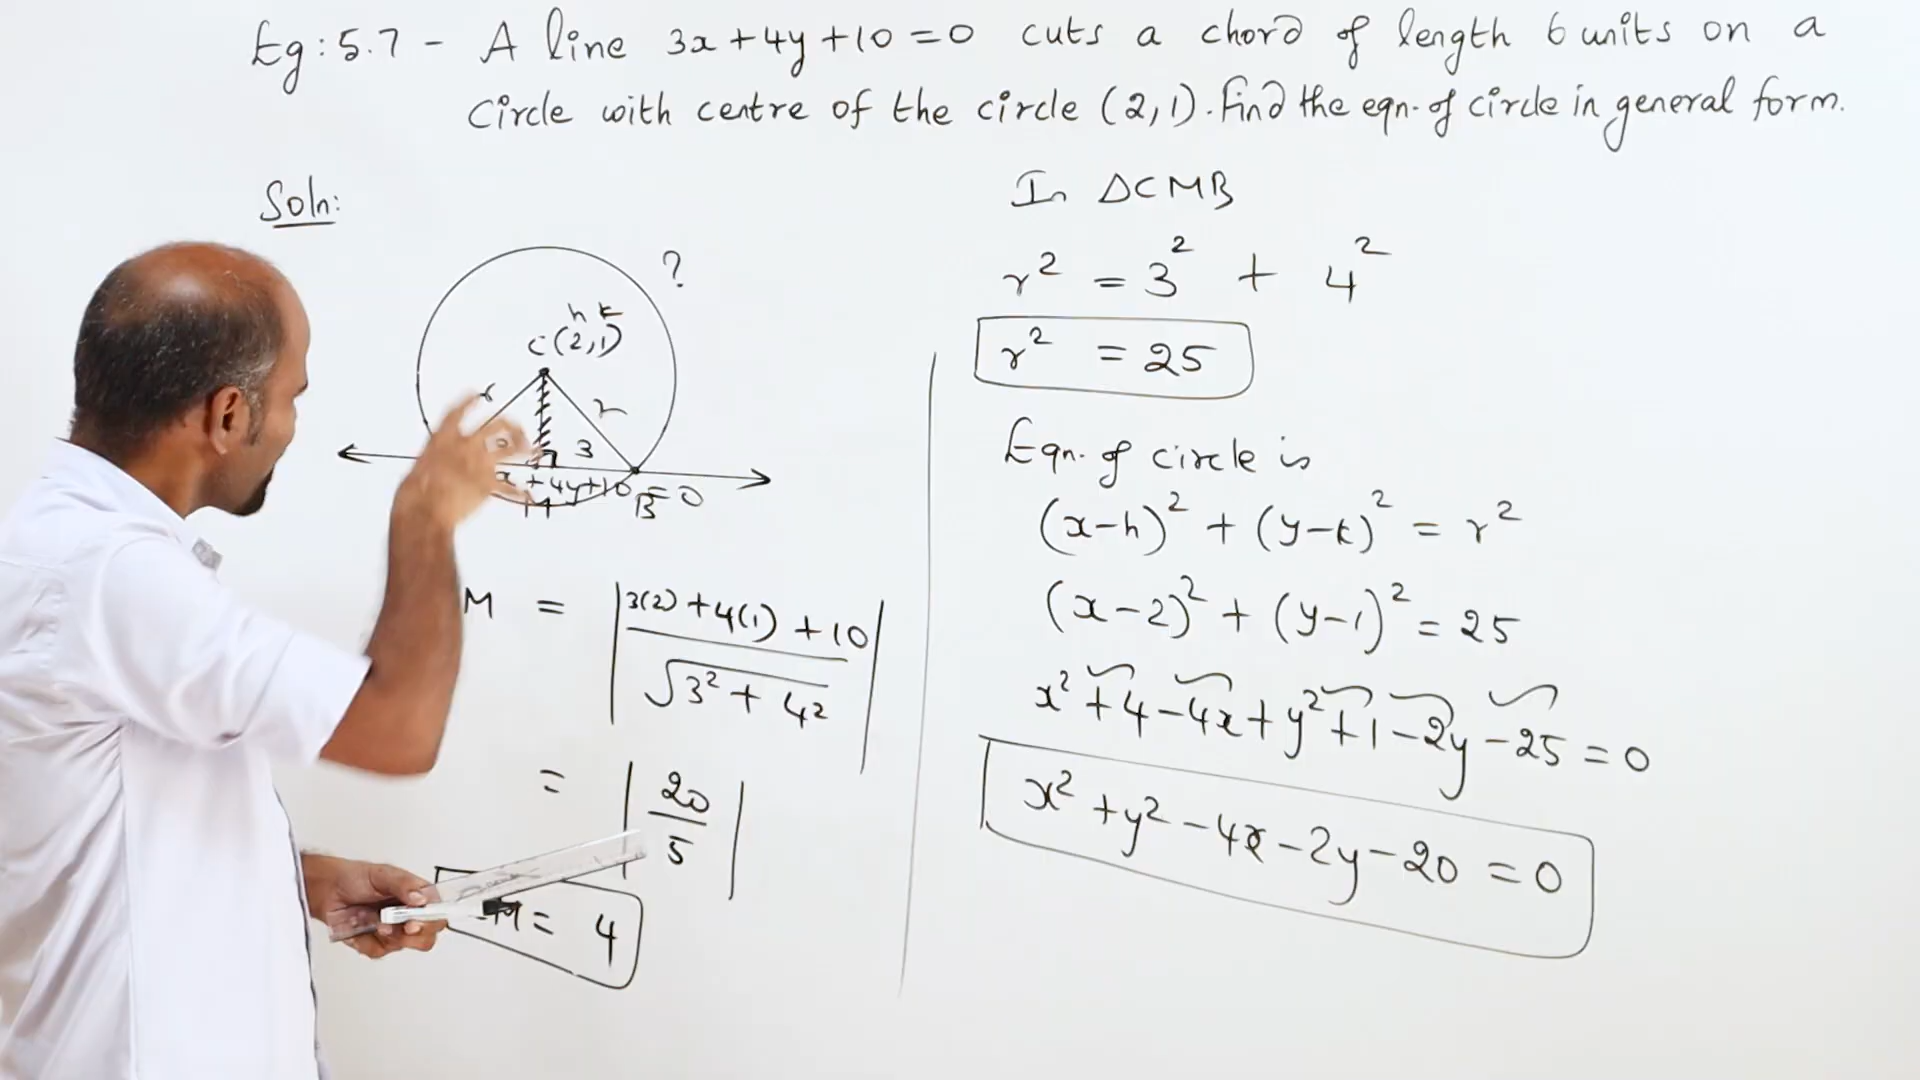 Eg: 5.7 - A line 3x + 4y + 10 = 0 cuts a chord of length 6 units on a
circle with centre of the circle (2,1). Find the eqn. of circle in general form.
Soln:
?
h k
C (2,1)
r
r
3
x + 4y + 10 = 0
M
B
M = | 3(2) + 4(1) + 10 / √3² + 4² |
= | 20 / 5 |
M = 4
In ΔCMB
r² = 3² + 4²
r² = 25
Eqn. of circle is
(x-h)² + (y-k)² = r²
(x-2)² + (y-1)² = 25
x² + 4 - 4x + y² + 1 - 2y - 25 = 0
x² + y² - 4x - 2y - 20 = 0